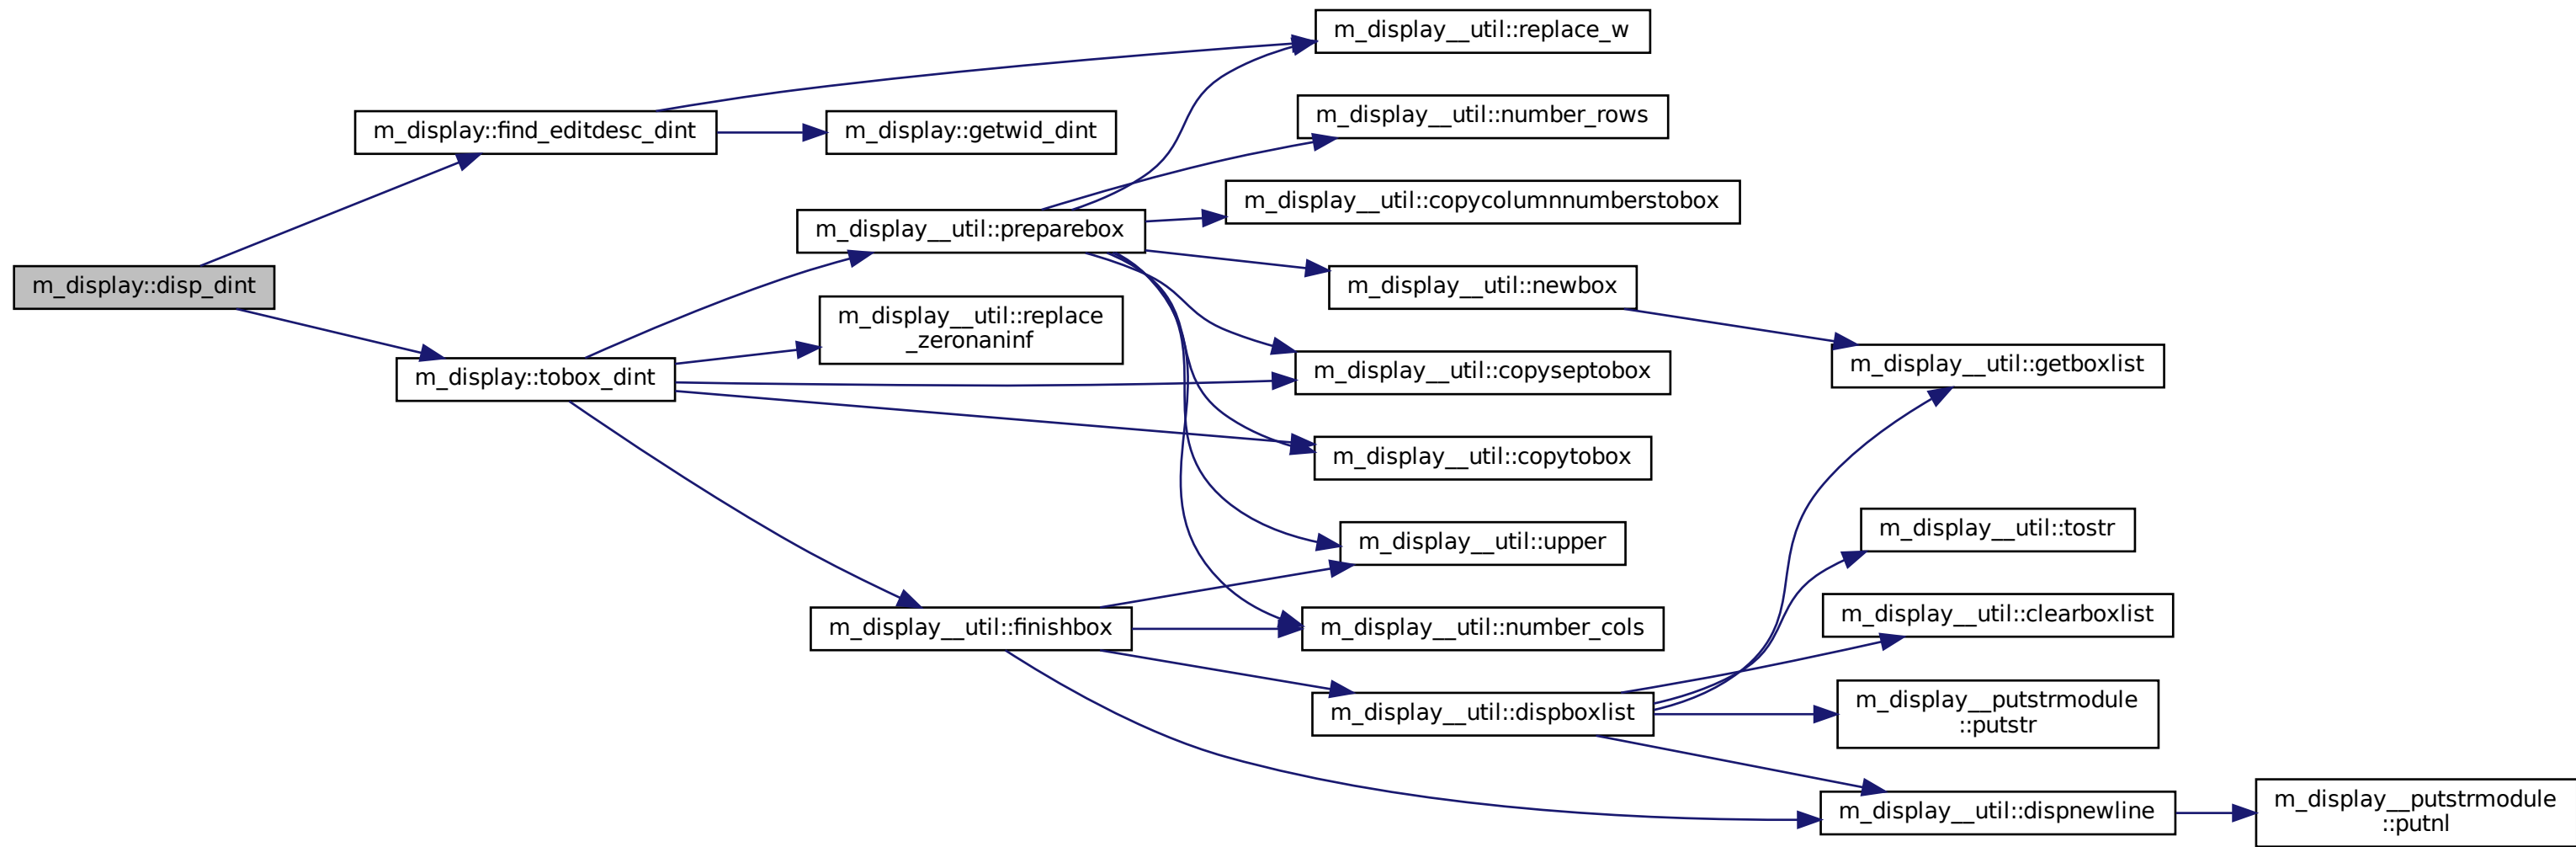 m_display__util::replace_w
m_display::find_editdesc_dint
m_display::getwid_dint
m_display__util::number_rows
m_display__util::copycolumnnumberstobox
m_display__util::preparebox
m_display::disp_dint
m_display__util::newbox
m_display__util::replace
_zeronaninf
m_display::tobox_dint
m_display__util::copyseptobox
m_display__util::getboxlist
m_display__util::copytobox
m_display__util::tostr
m_display__util::upper
m_display__util::finishbox
m_display__util::number_cols
m_display__util::clearboxlist
m_display__util::dispboxlist
m_display__putstrmodule
::putstr
m_display__util::dispnewline
m_display__putstrmodule
::putnl